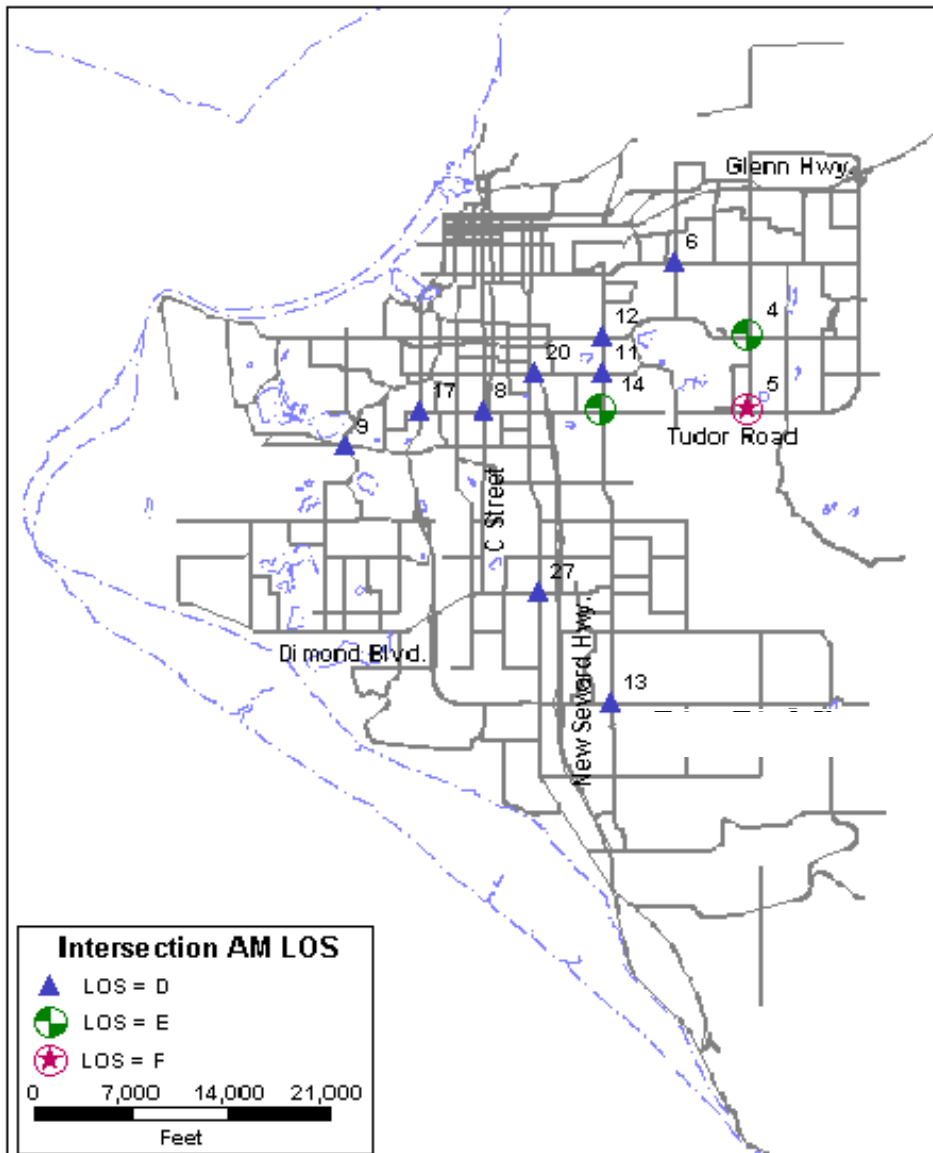 Glenn Hwy.
6
4
12
20
11
17
8
14
5
9
Tudor Road
C Street
27
New Seward Hwy.
Dimond Blvd.
13
Intersection AM LOS
LOS = D
LOS = E
LOS = F
0 7,000 14,000 21,000
Feet